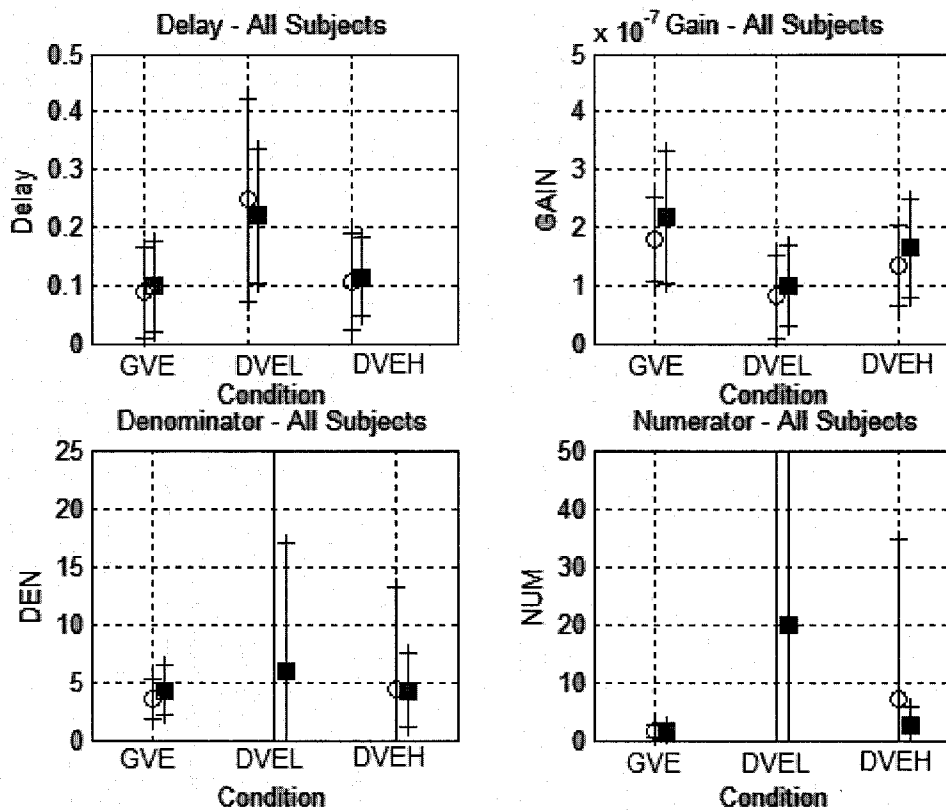 Delay - All Subjects
0.5
0.4
0.3
0.2
0.1
0
Delay
GVE DVEL DVEH
Condition
x 10^-7 Gain - All Subjects
5
4
3
2
1
0
GAIN
GVE DVEL DVEH
Condition
Denominator - All Subjects
25
20
15
10
5
0
DEN
GVE DVEL DVEH
Condition
Numerator - All Subjects
50
40
30
20
10
0
NUM
GVE DVEL DVEH
Condition